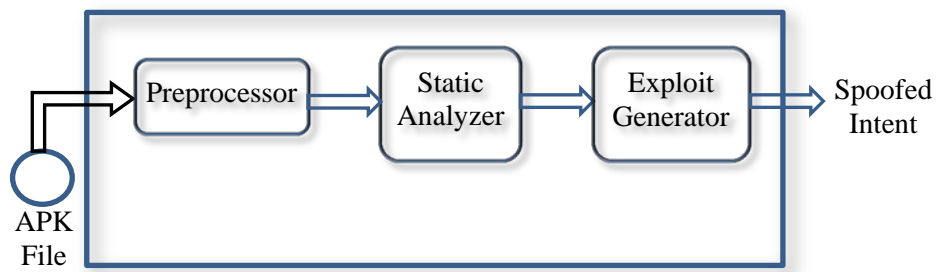 Preprocessor
Static
Analyzer
Exploit
Generator
Spoofed
Intent
APK
File